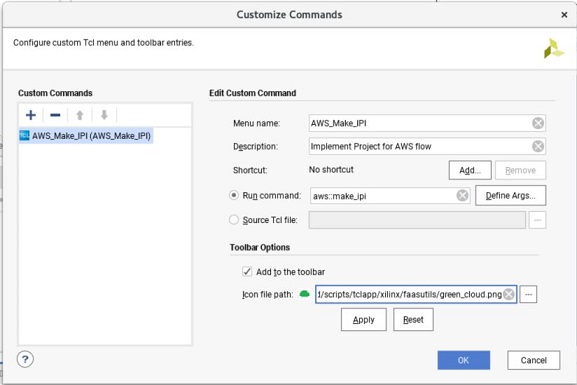 Customize Commands
Configure custom Tcl menu and toolbar entries.
Custom Commands
AWS_Make_IPI (AWS_Make_IPI)
Edit Custom Command
Menu name: AWS_Make_IPI
Description: Implement Project for AWS flow
Shortcut: No shortcut Add... Remove
Run command: aws::make_ipi Define Args...
Source Tcl file: ...
Toolbar Options
Add to the toolbar
Icon file path: /scripts/tclapp/xilinx/faasutils/green_cloud.png ...
Apply Reset
? OK Cancel